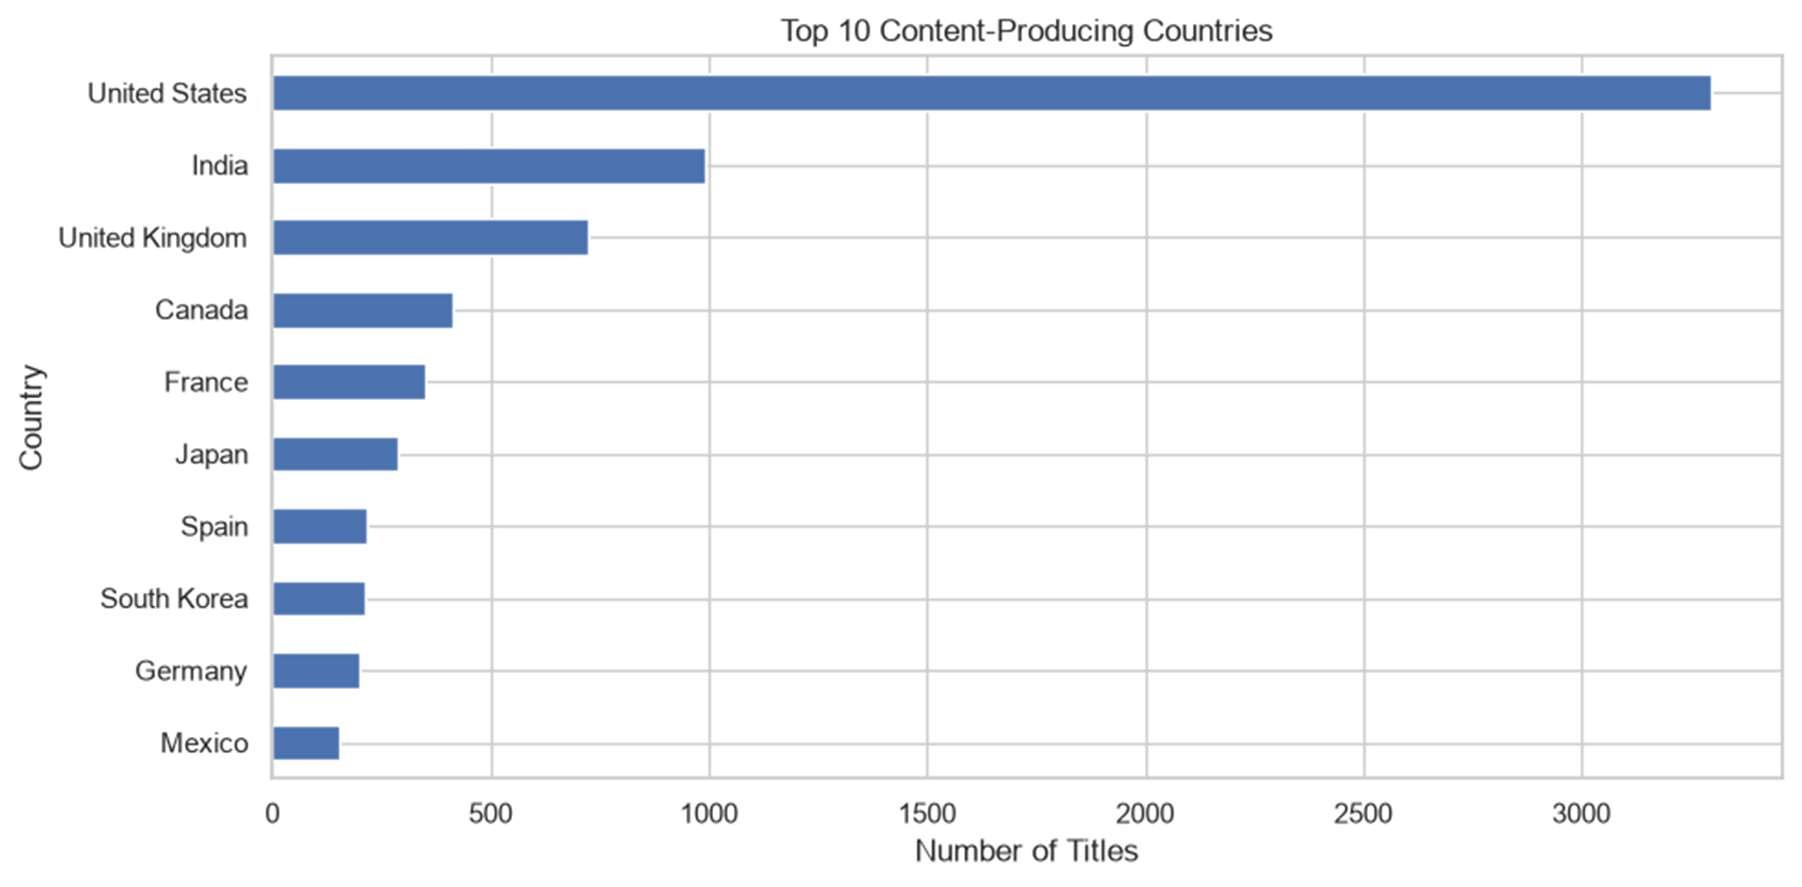 Top 10 Content-Producing Countries
United States
India
United Kingdom
Canada
France
Japan
Spain
South Korea
Germany
Mexico
Country
0 500 1000 1500 2000 2500 3000
Number of Titles